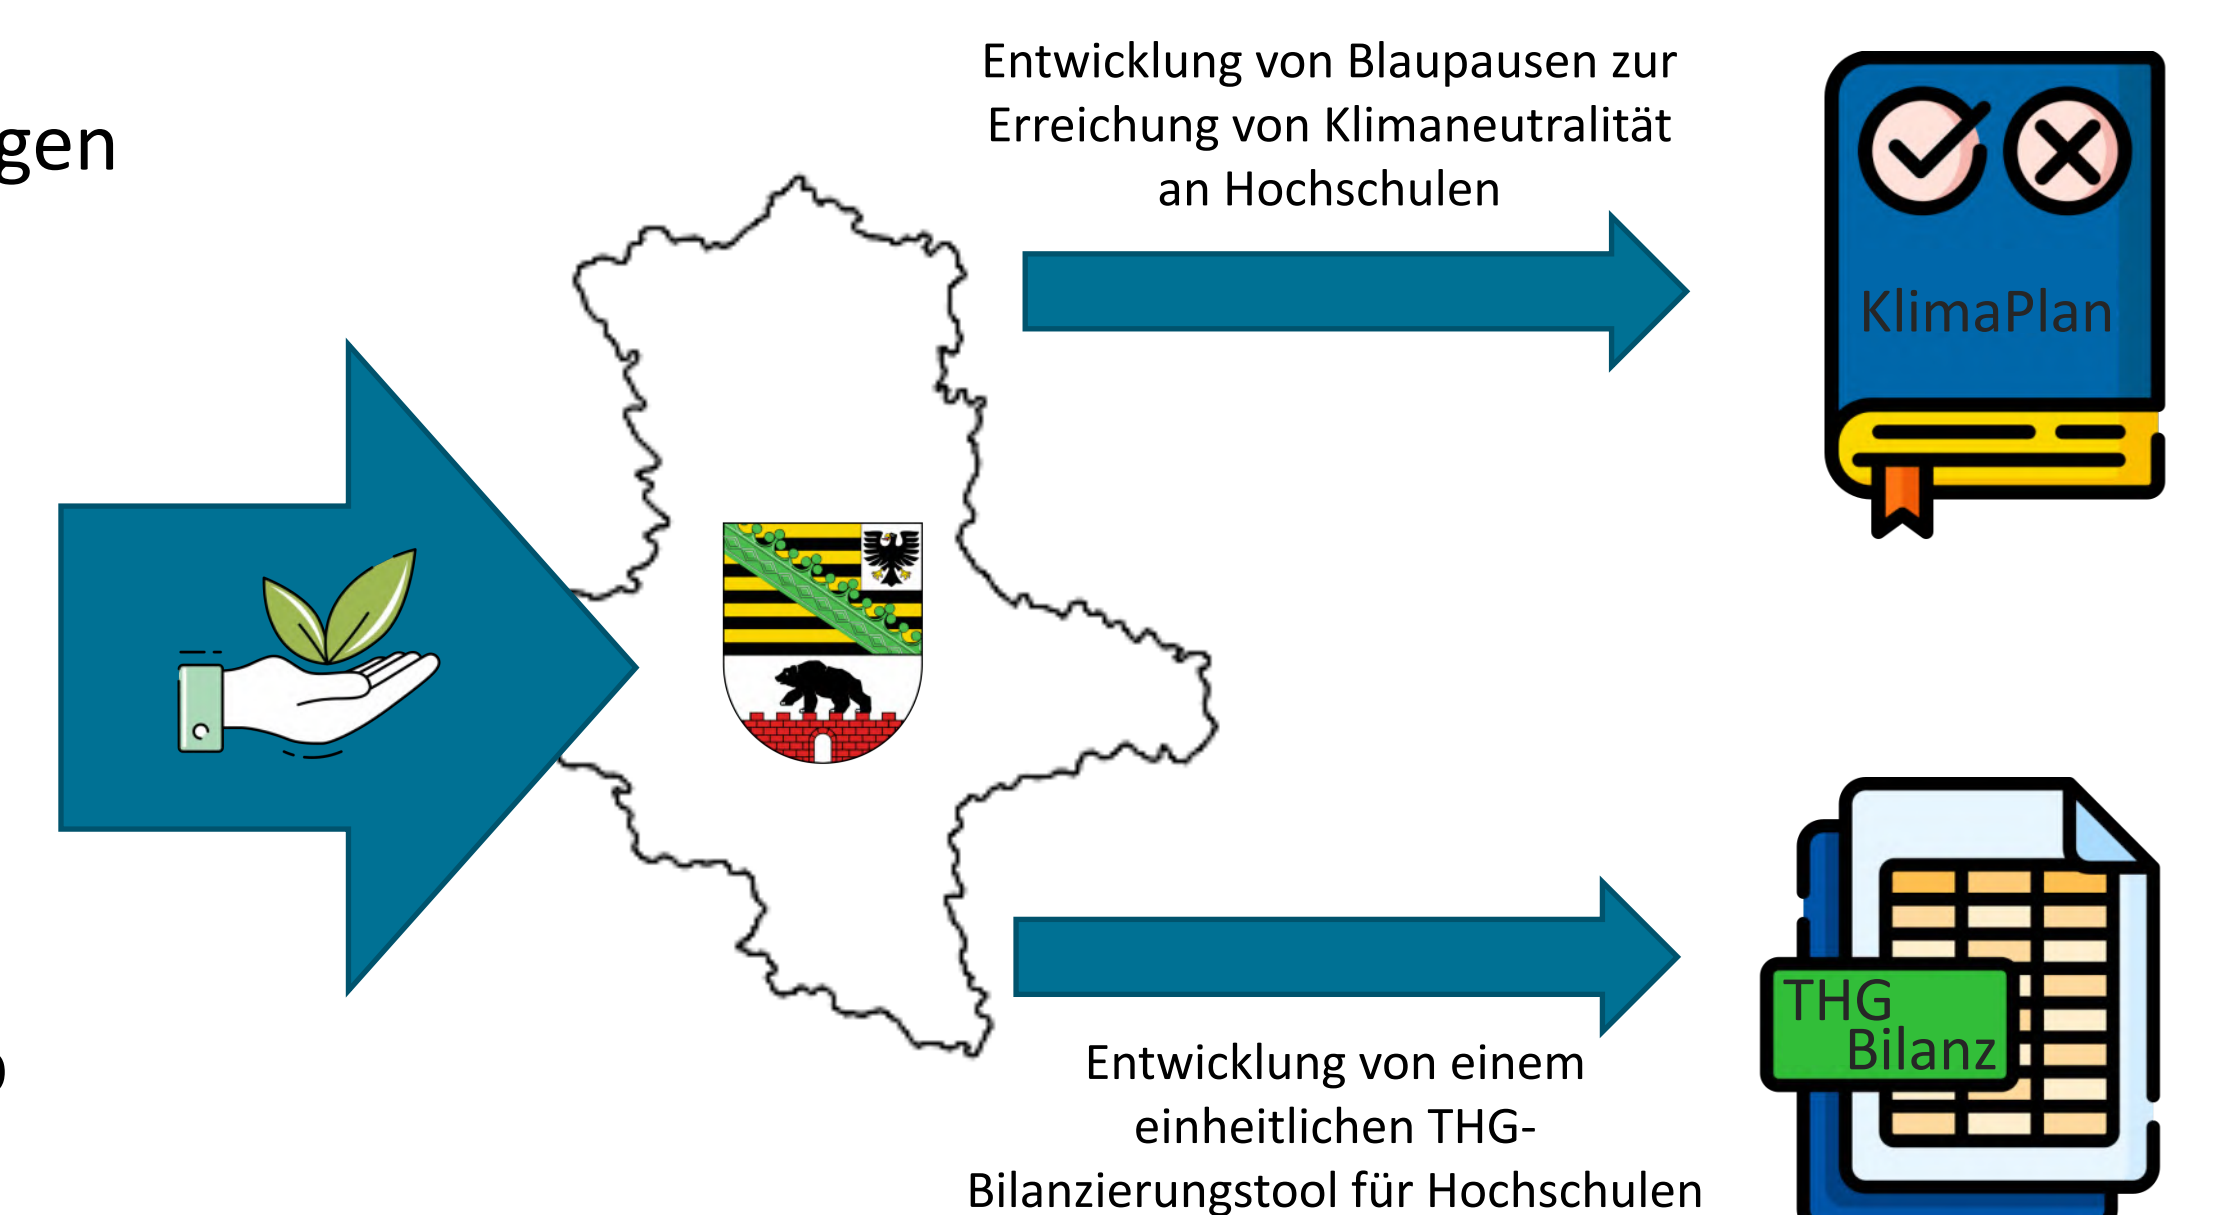 Entwicklung von Blaupausen zur
Erreichung von Klimaneutralität
an Hochschulen
gen
KlimaPlan
THG
Bilanz
Entwicklung von einem
einheitlichen THG-
Bilanzierungstool für Hochschulen